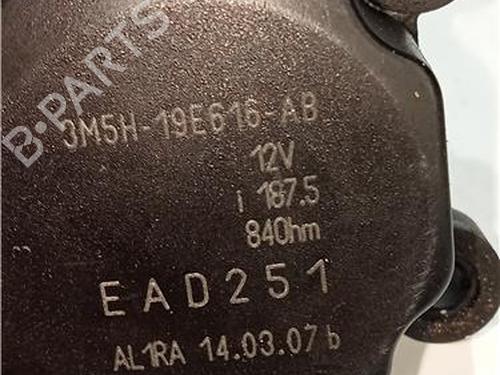 B-PARTS
3M5H-19E616-AB
12V
i 187.5
84Ohm
EAD251
AL1RA 14.03.07 b